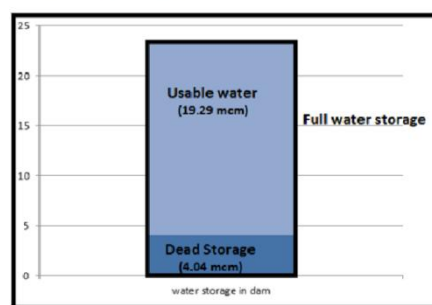 25
20
15
10
5
0
Usable water
(19.29 mcm)
Full water storage
Dead Storage
(4.04 mcm)
water storage in dam